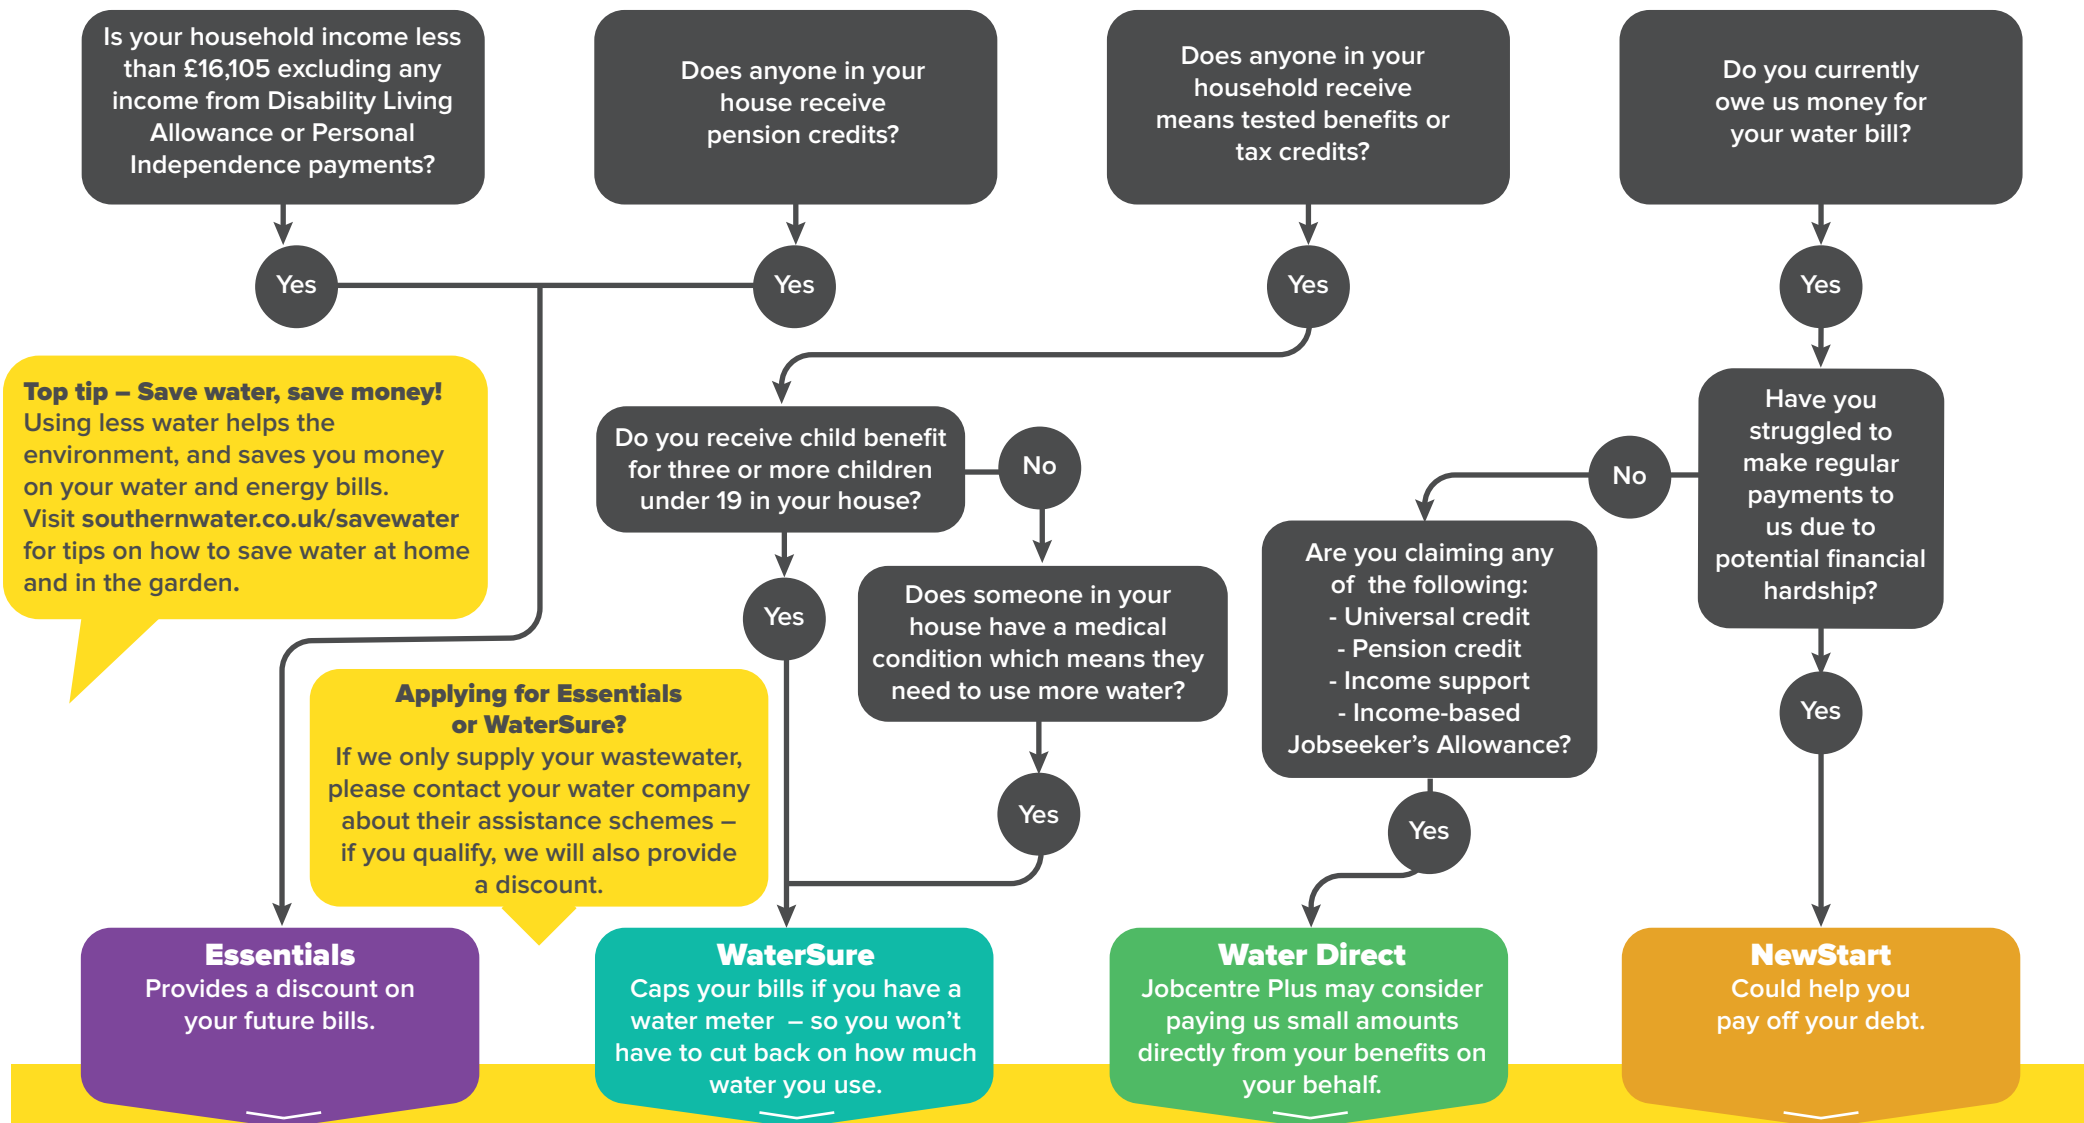 Is your household income less
than £16,105 excluding any
income from Disability Living
Allowance or Personal
Independence payments?
Does anyone in your
house receive
pension credits?
Does anyone in your
household receive
means tested benefits or
tax credits?
Do you currently
owe us money for
your water bill?
Yes
Yes
Yes
Yes
Top tip – Save water, save money!
Using less water helps the
environment, and saves you money
on your water and energy bills.
Visit southernwater.co.uk/savewater
for tips on how to save water at home
and in the garden.
Do you receive child benefit
for three or more children
under 19 in your house?
No
Have you
struggled to
make regular
payments to
us due to
potential financial
hardship?
No
Yes
Does someone in your
house have a medical
condition which means they
need to use more water?
Are you claiming any
of  the following:
- Universal credit
- Pension credit
- Income support
- Income-based
Jobseeker’s Allowance?
Yes
Applying for Essentials
or WaterSure?
If we only supply your wastewater,
please contact your water company
about their assistance schemes –
if you qualify, we will also provide
a discount.
Yes
Yes
Essentials
Provides a discount on
your future bills.
WaterSure
Caps your bills if you have a
water meter  – so you won’t
have to cut back on how much
water you use.
Water Direct
Jobcentre Plus may consider
paying us small amounts
directly from your benefits on
your behalf.
NewStart
Could help you
pay off your debt.